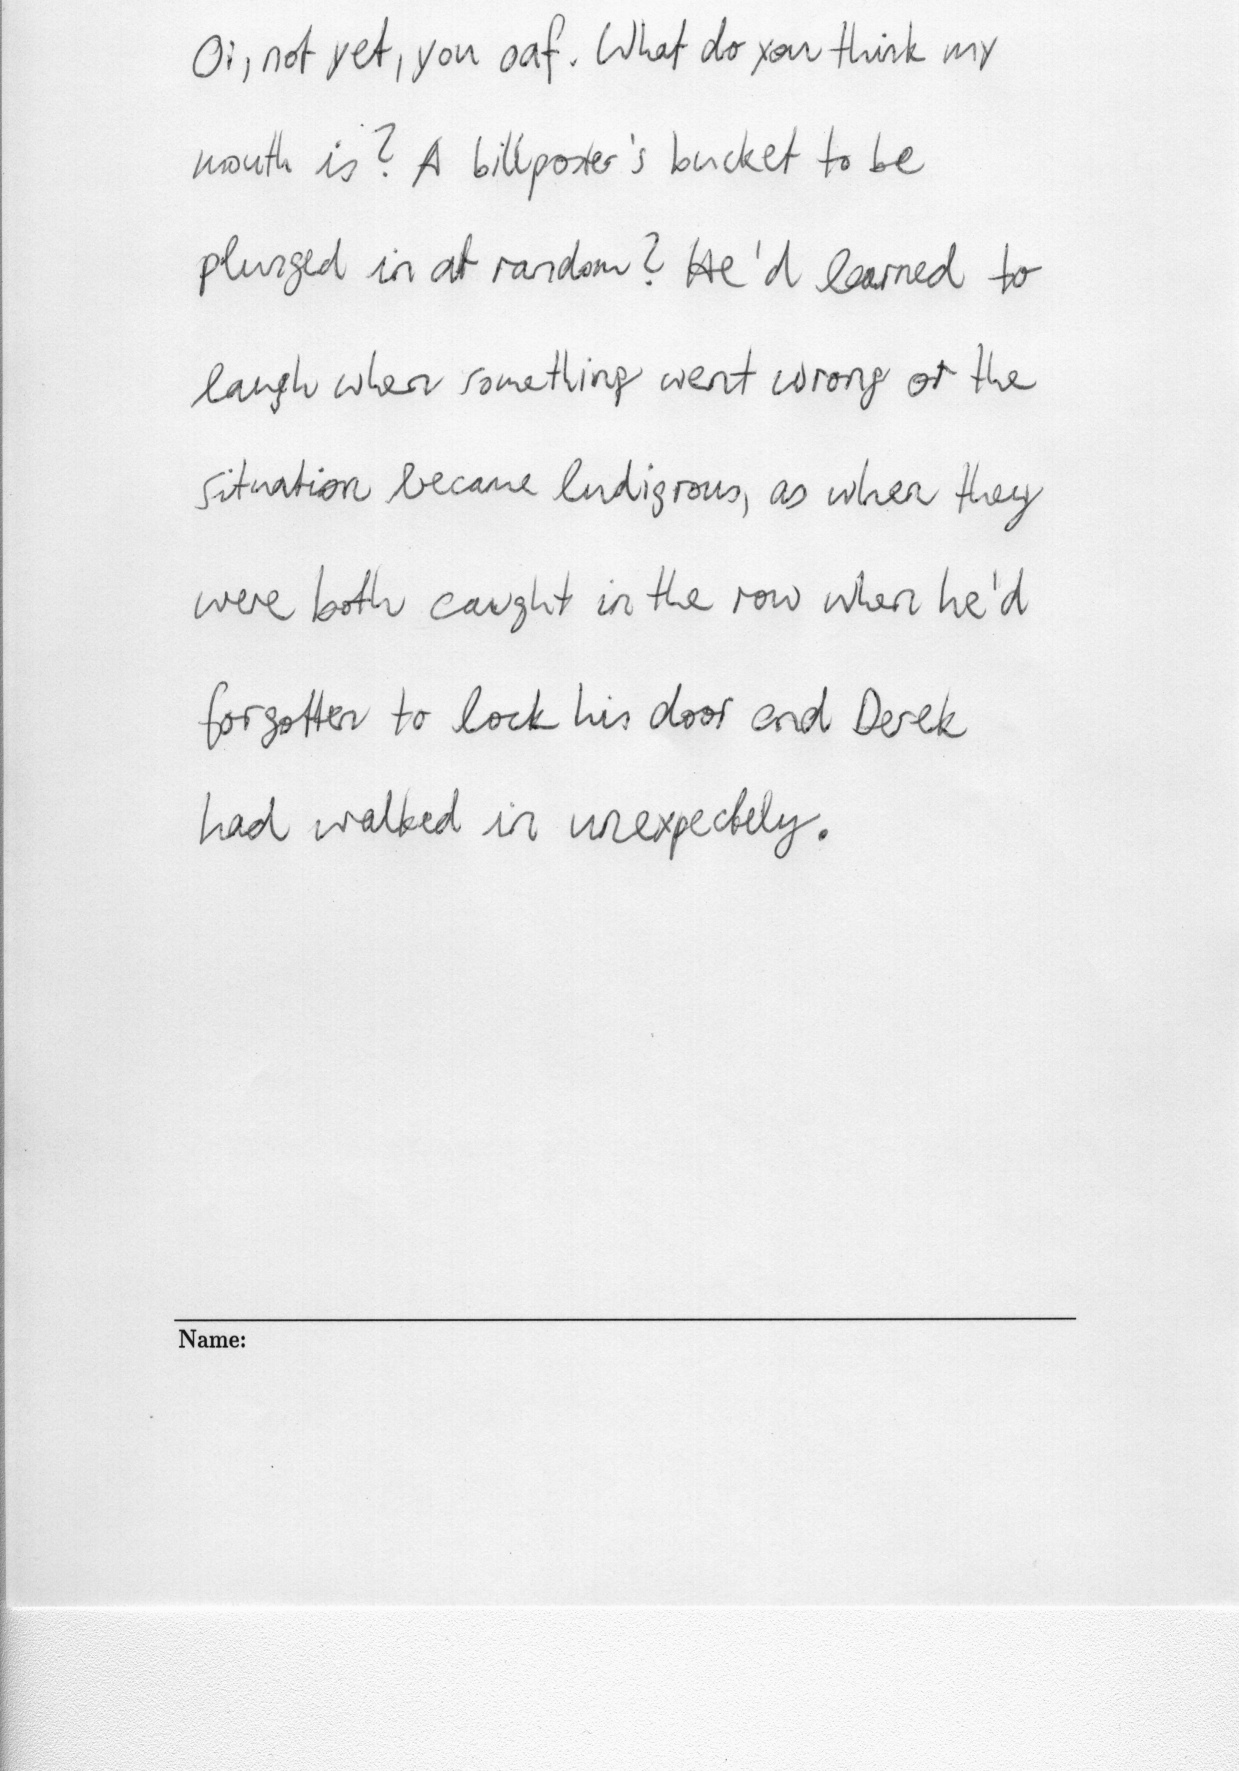 Oi, not yet, you oaf. What do you think my
mouth is? A billposter's bucket to be
plunged in at random? He'd learned to
laugh when something went wrong or the
situation became ludigrous, as when they
were both caught in the row when he'd
forgotten to lock his door and Derek
had walked in unexpectely.
Name: